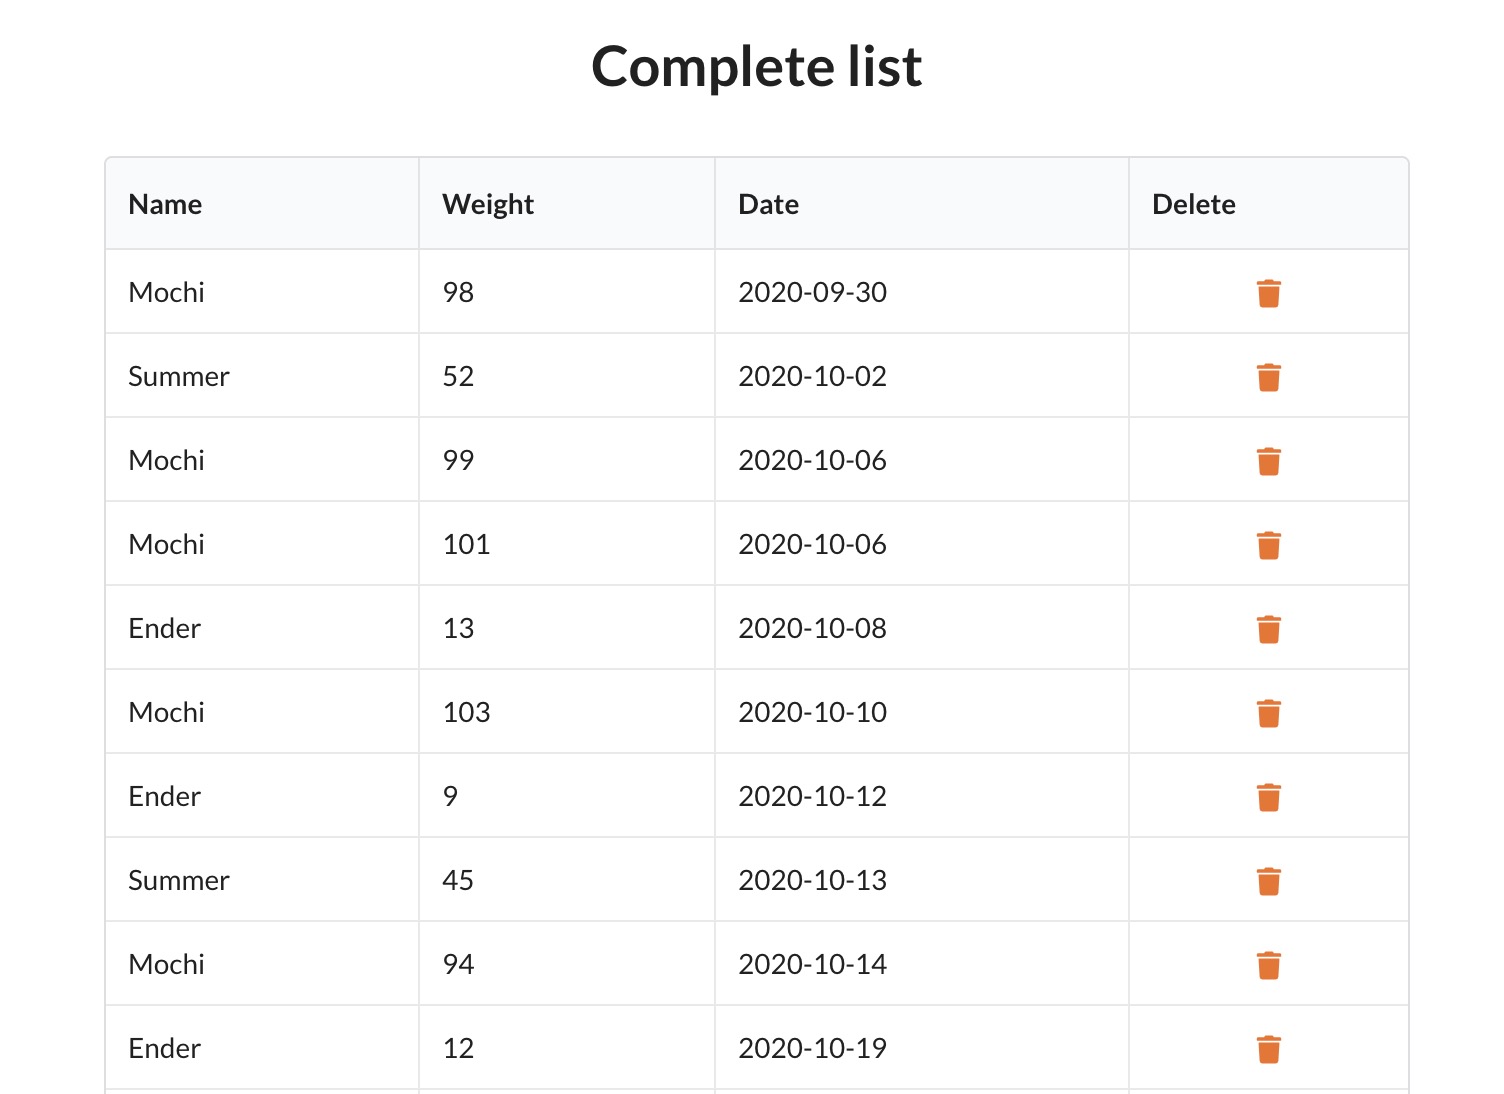 Complete list
Name Weight Date Delete
Mochi 98 2020-09-30
Summer 52 2020-10-02
Mochi 99 2020-10-06
Mochi 101 2020-10-06
Ender 13 2020-10-08
Mochi 103 2020-10-10
Ender 9 2020-10-12
Summer 45 2020-10-13
Mochi 94 2020-10-14
Ender 12 2020-10-19